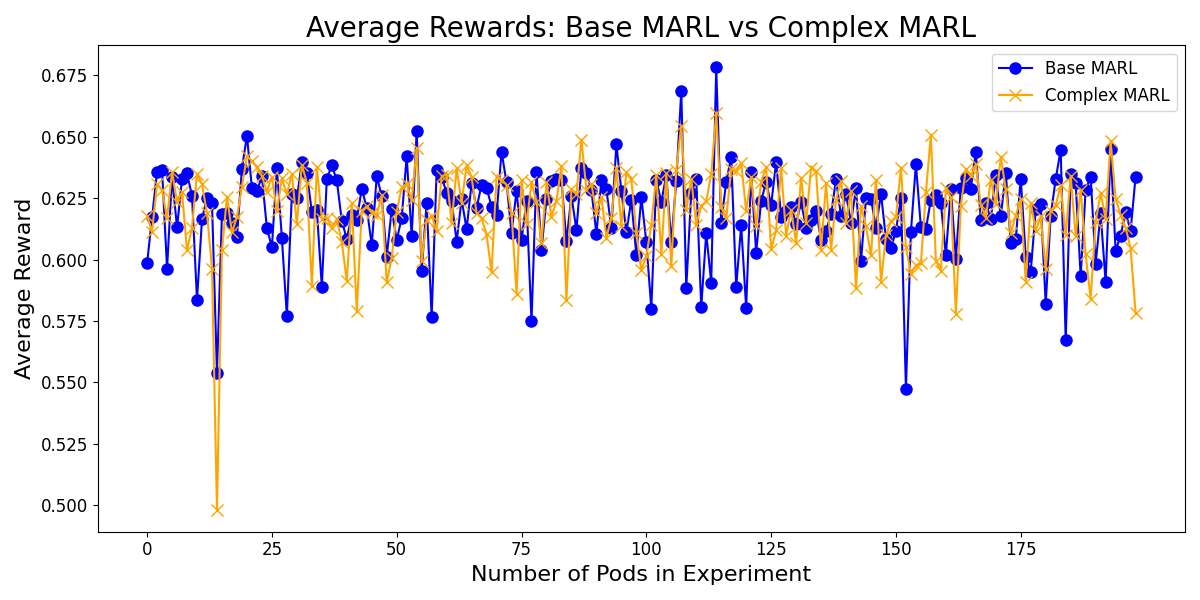 Average Rewards: Base MARL vs Complex MARL
Base MARL
Complex MARL
Average Reward
0.675
0.650
0.625
0.600
0.575
0.550
0.525
0.500
0 25 50 75 100 125 150 175
Number of Pods in Experiment